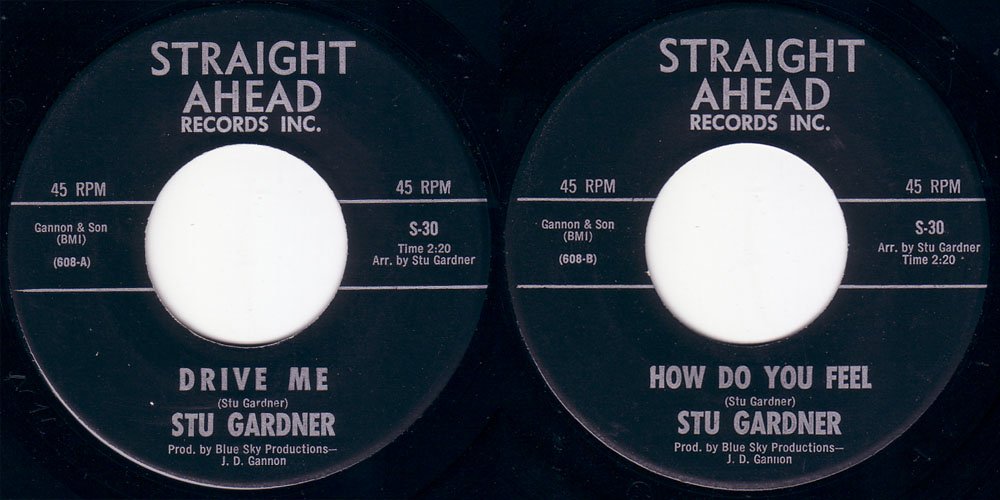 STRAIGHT
AHEAD
RECORDS INC.
45 RPM
45 RPM
Gannon & Son
(BMI)
(608-A)
S-30
Time 2:20
Arr. by Stu Gardner
DRIVE ME
(Stu Gardner)
STU GARDNER
Prod. by Blue Sky Productions—
J. D. Gannon
STRAIGHT
AHEAD
RECORDS INC.
45 RPM
45 RPM
Gannon & Son
(BMI)
(608-B)
S-30
Arr. by Stu Gardner
Time 2:20
HOW DO YOU FEEL
(Stu Gardner)
STU GARDNER
Prod. by Blue Sky Productions—
J. D. Gannon